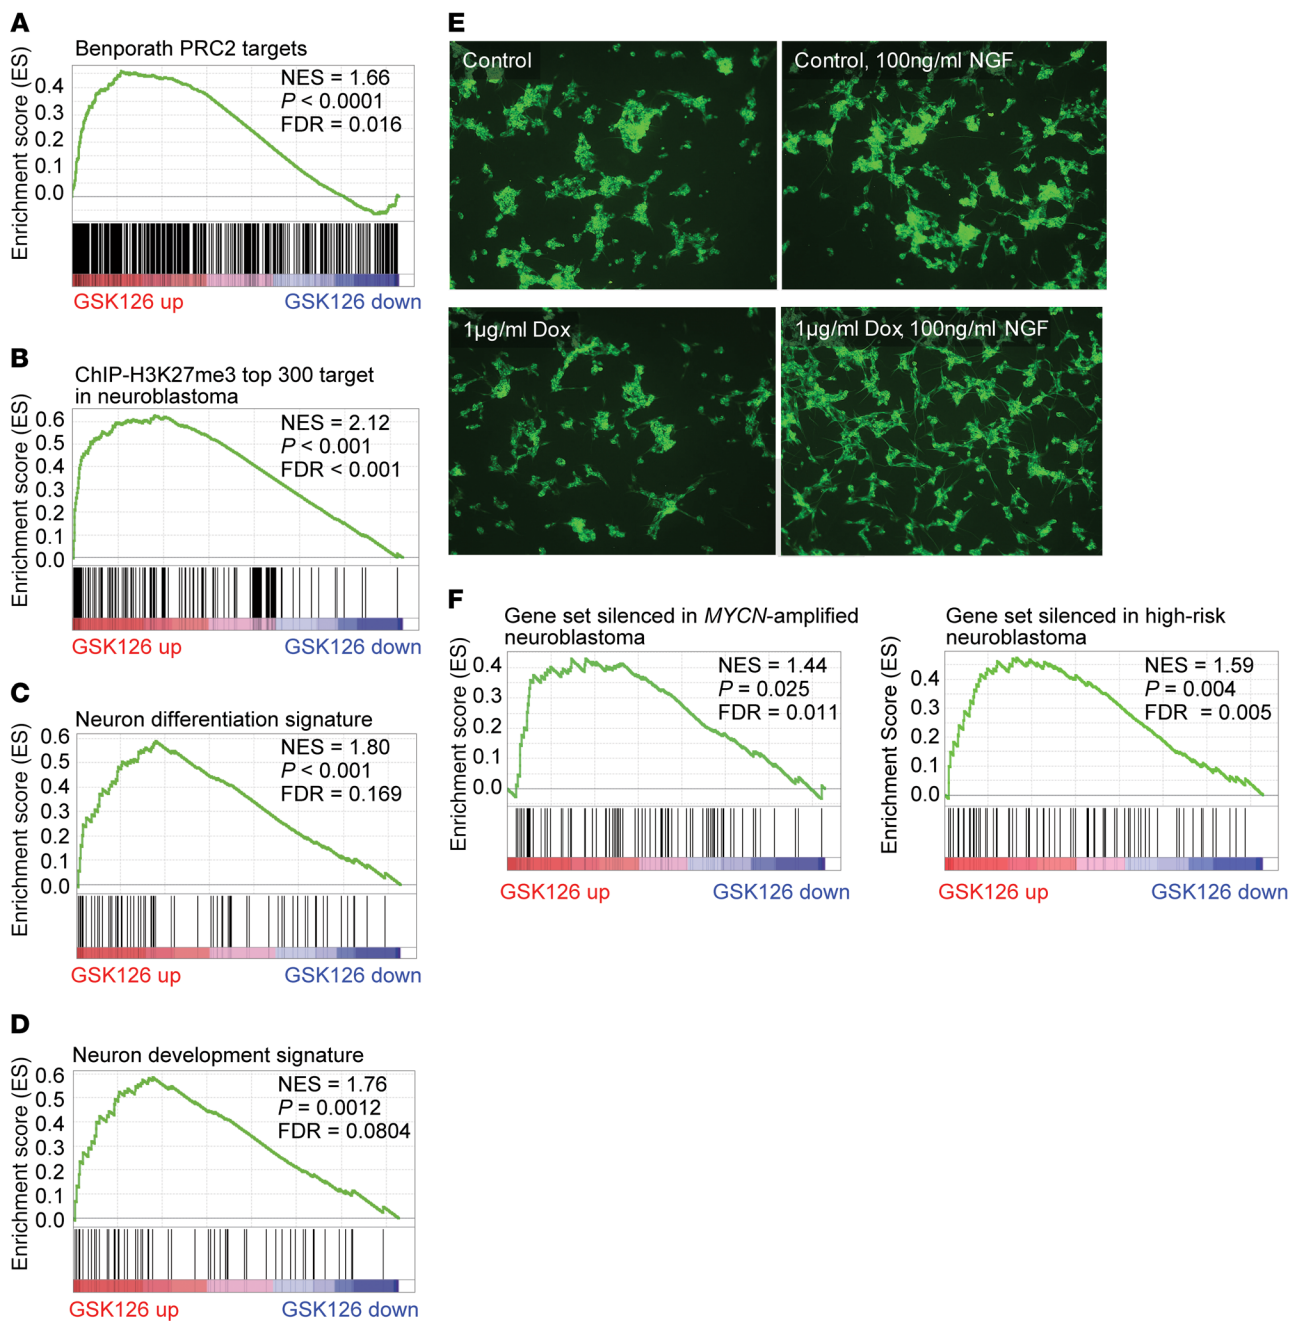 A
Benporath PRC2 targets
Enrichment score (ES)
0.4
0.3
0.2
0.1
0.0
NES = 1.66
P < 0.0001
FDR = 0.016
GSK126 up
GSK126 down
B
ChIP-H3K27me3 top 300 target
in neuroblastoma
Enrichment score (ES)
0.6
0.5
0.4
0.3
0.2
0.1
0.0
NES = 2.12
P < 0.001
FDR < 0.001
GSK126 up
GSK126 down
C
Neuron differentiation signature
Enrichment score (ES)
0.6
0.5
0.4
0.3
0.2
0.1
0.0
NES = 1.80
P < 0.001
FDR = 0.169
GSK126 up
GSK126 down
D
Neuron development signature
Enrichment score (ES)
0.6
0.5
0.4
0.3
0.2
0.1
0.0
NES = 1.76
P = 0.0012
FDR = 0.0804
GSK126 up
GSK126 down
E
Control
Control, 100ng/ml NGF
1µg/ml Dox
1µg/ml Dox, 100ng/ml NGF
F
Gene set silenced in MYCN-amplified
neuroblastoma
Enrichment score (ES)
0.4
0.3
0.2
0.1
0.0
NES = 1.44
P = 0.025
FDR = 0.011
GSK126 up
GSK126 down
Gene set silenced in high-risk
neuroblastoma
Enrichment Score (ES)
0.4
0.3
0.2
0.1
0.0
NES = 1.59
P = 0.004
FDR = 0.005
GSK126 up
GSK126 down